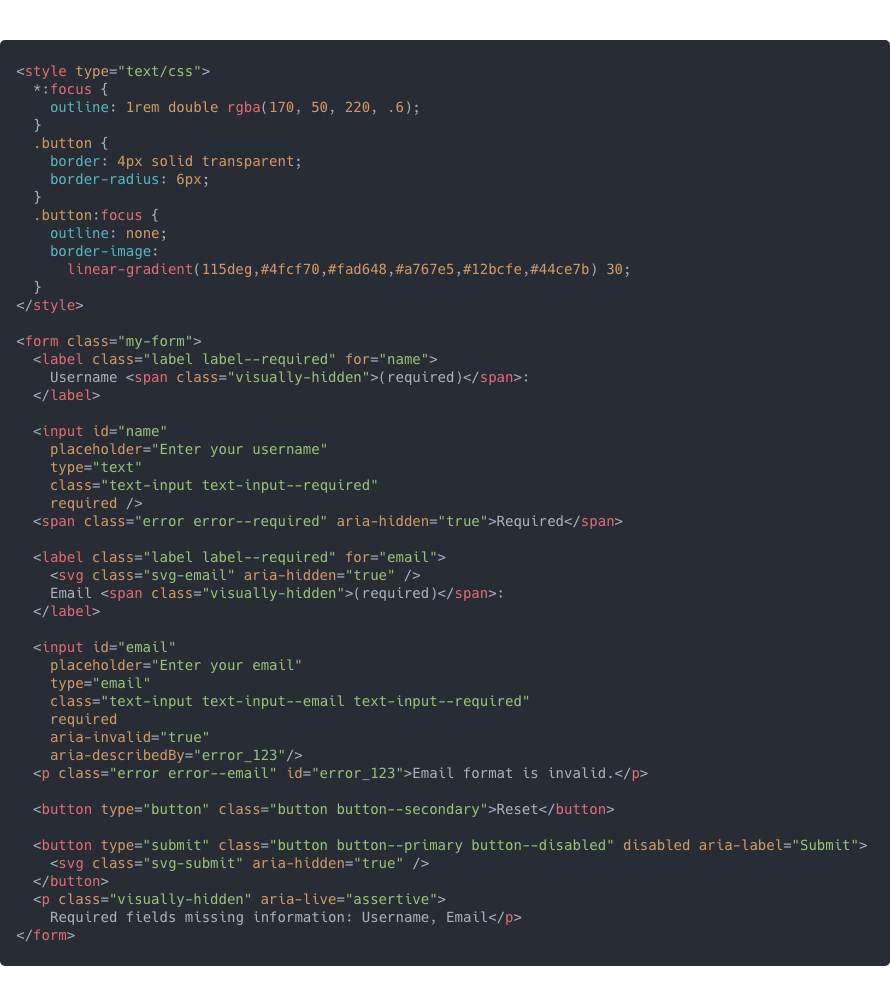 <style type="text/css">
  *:focus {
    outline: 1rem double rgba(170, 50, 220, .6);
  }
  .button {
    border: 4px solid transparent;
    border-radius: 6px;
  }
  .button:focus {
    outline: none;
    border-image:
      linear-gradient(115deg,#4fcf70,#fad648,#a767e5,#12bcfe,#44ce7b) 30;
  }
</style>

<form class="my-form">
  <label class="label label--required" for="name">
    Username <span class="visually-hidden">(required)</span>:
  </label>

  <input id="name"
    placeholder="Enter your username"
    type="text"
    class="text-input text-input--required"
    required />
  <span class="error error--required" aria-hidden="true">Required</span>

  <label class="label label--required" for="email">
    <svg class="svg-email" aria-hidden="true" />
    Email <span class="visually-hidden">(required)</span>:
  </label>

  <input id="email"
    placeholder="Enter your email"
    type="email"
    class="text-input text-input--email text-input--required"
    required
    aria-invalid="true"
    aria-describedBy="error_123"/>
  <p class="error error--email" id="error_123">Email format is invalid.</p>

  <button type="button" class="button button--secondary">Reset</button>

  <button type="submit" class="button button--primary button--disabled" disabled aria-label="Submit">
    <svg class="svg-submit" aria-hidden="true" />
  </button>
  <p class="visually-hidden" aria-live="assertive">
    Required fields missing information: Username, Email</p>
</form>